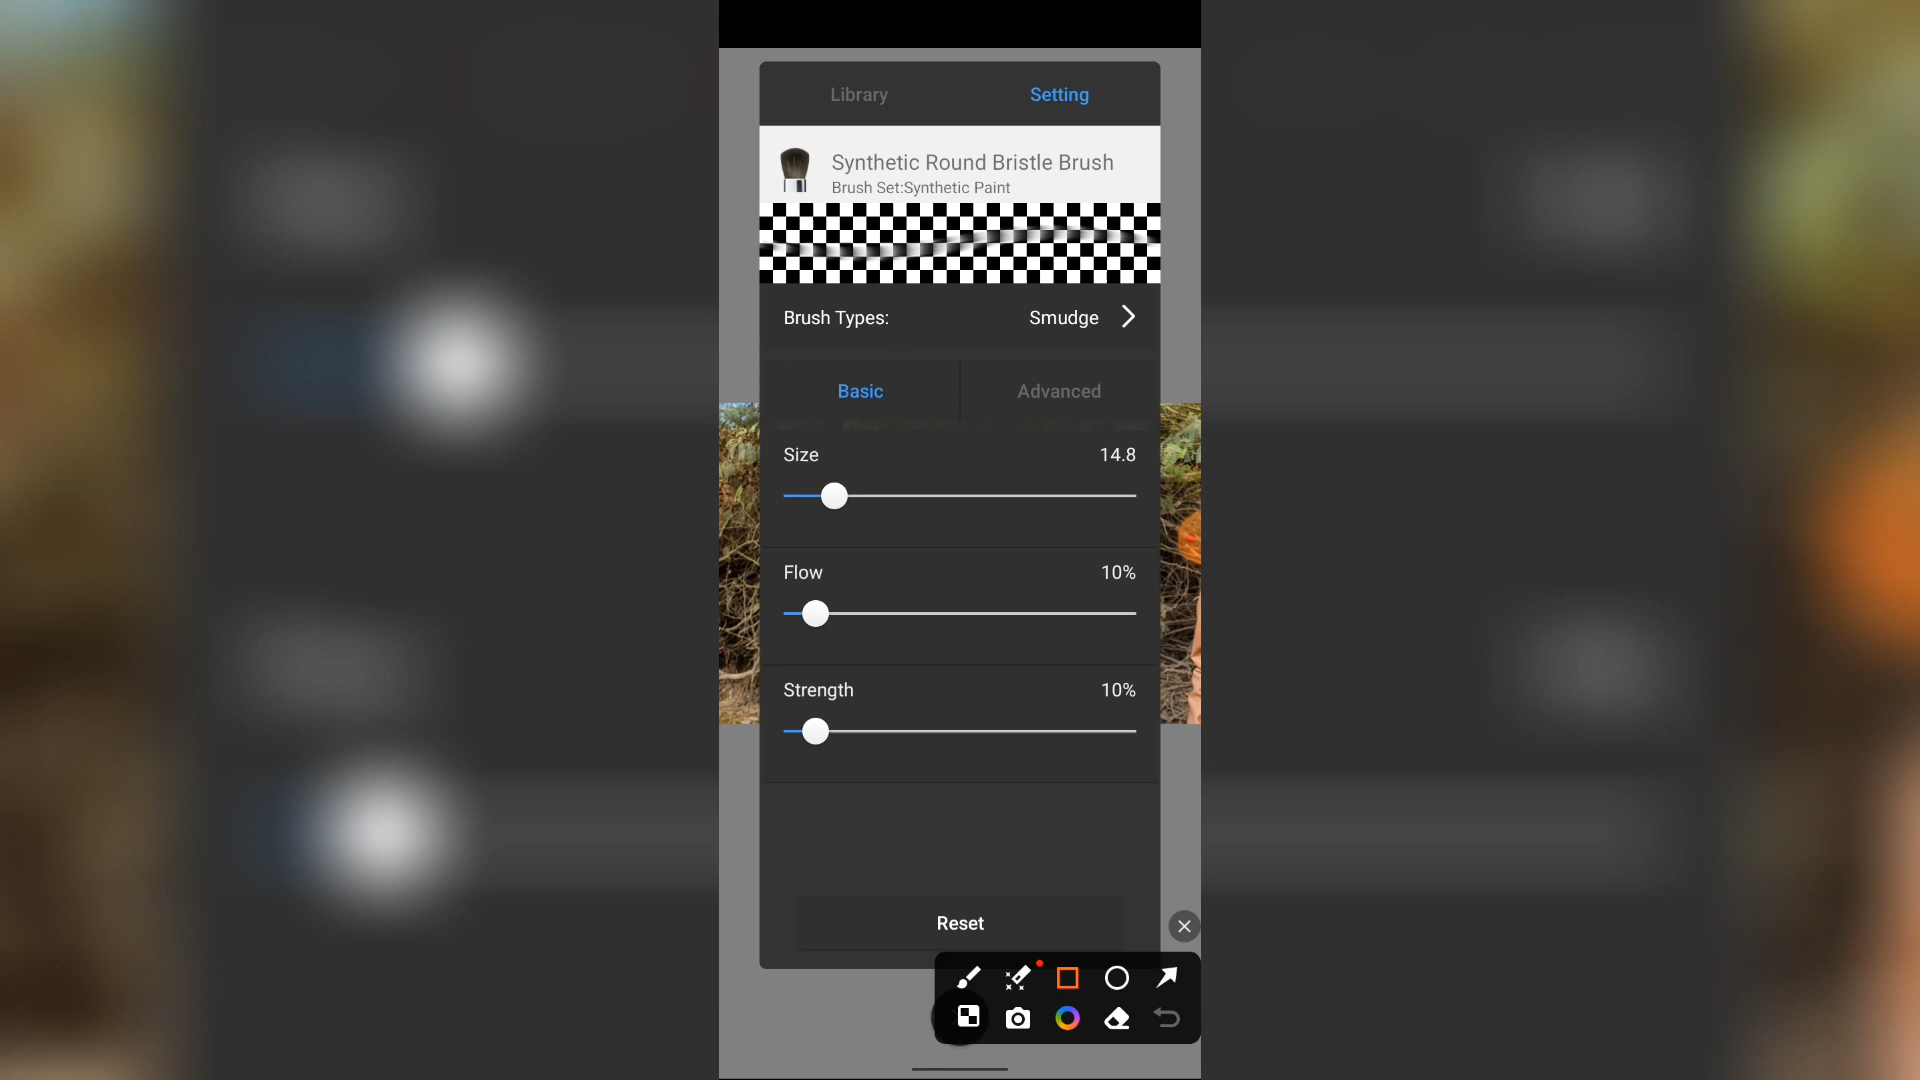 Library Setting
Synthetic Round Bristle Brush
Brush Set:Synthetic Paint
Brush Types: Smudge
Basic Advanced
Size 14.8
Flow 10%
Strength 10%
Reset